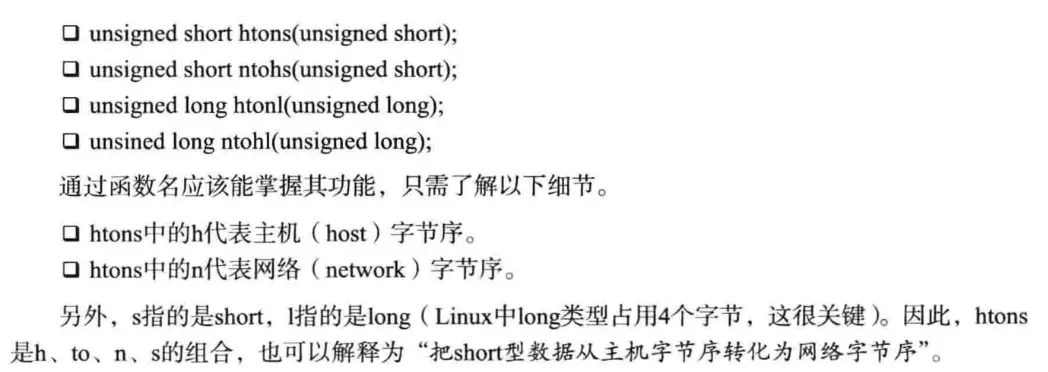 ❑ unsigned short htons(unsigned short);
❑ unsigned short ntohs(unsigned short);
❑ unsigned long htonl(unsigned long);
❑ unsined long ntohl(unsigned long);
通过函数名应该能掌握其功能，只需了解以下细节。
❑ htons中的h代表主机（host）字节序。
❑ htons中的n代表网络（network）字节序。
另外，s指的是short，l指的是long（Linux中long类型占用4个字节，这很关键）。因此，htons
是h、to、n、s的组合，也可以解释为“把short型数据从主机字节序转化为网络字节序”。